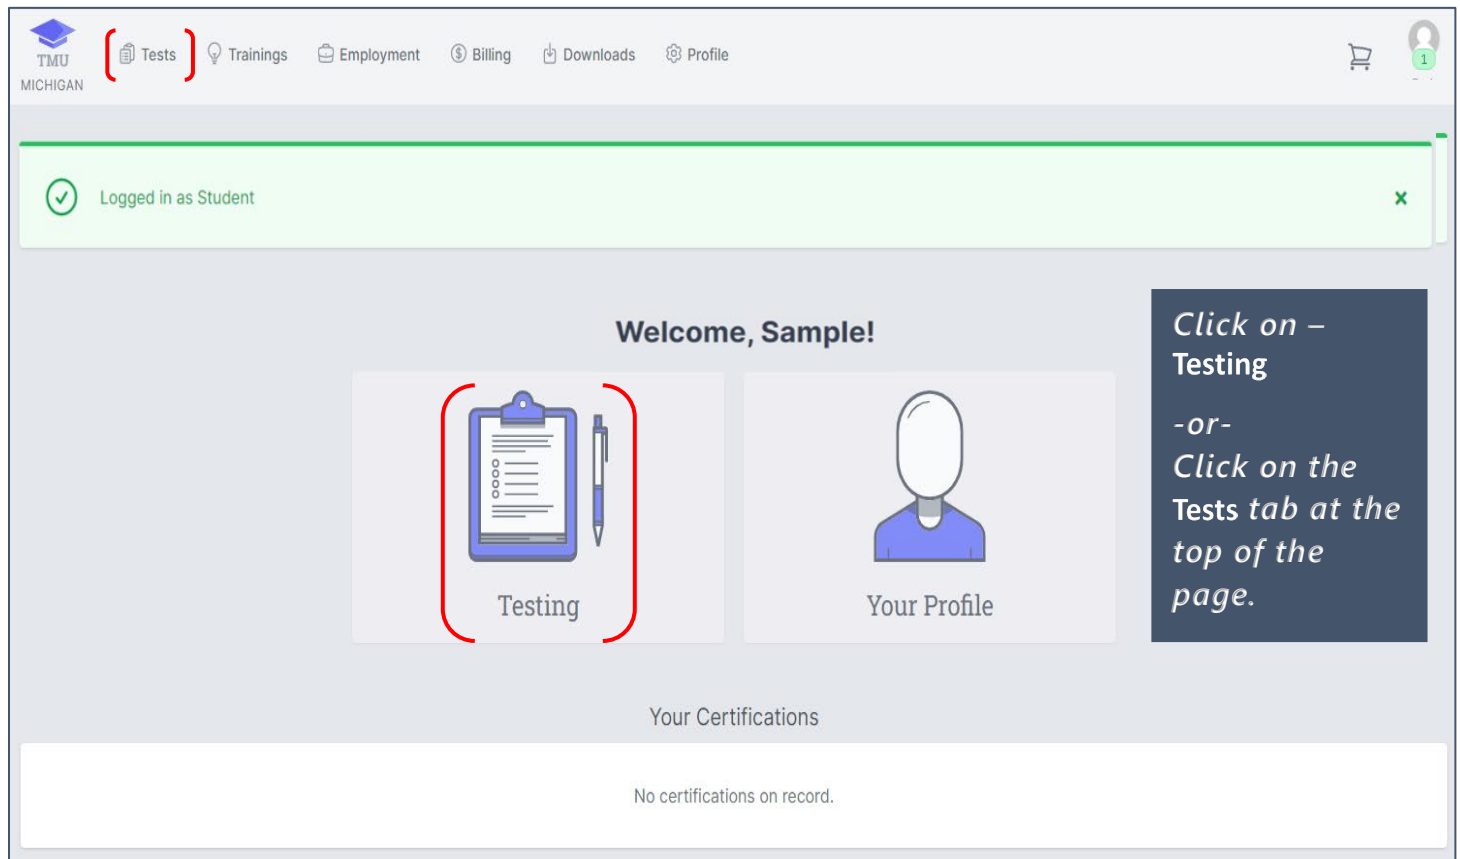 TMU
MICHIGAN
Tests
Trainings
Employment
Billing
Downloads
Profile
1
Logged in as Student
Welcome, Sample!
Testing
Your Profile
Click on –
Testing
-or-
Click on the
Tests tab at the
top of the
page.
Your Certifications
No certifications on record.